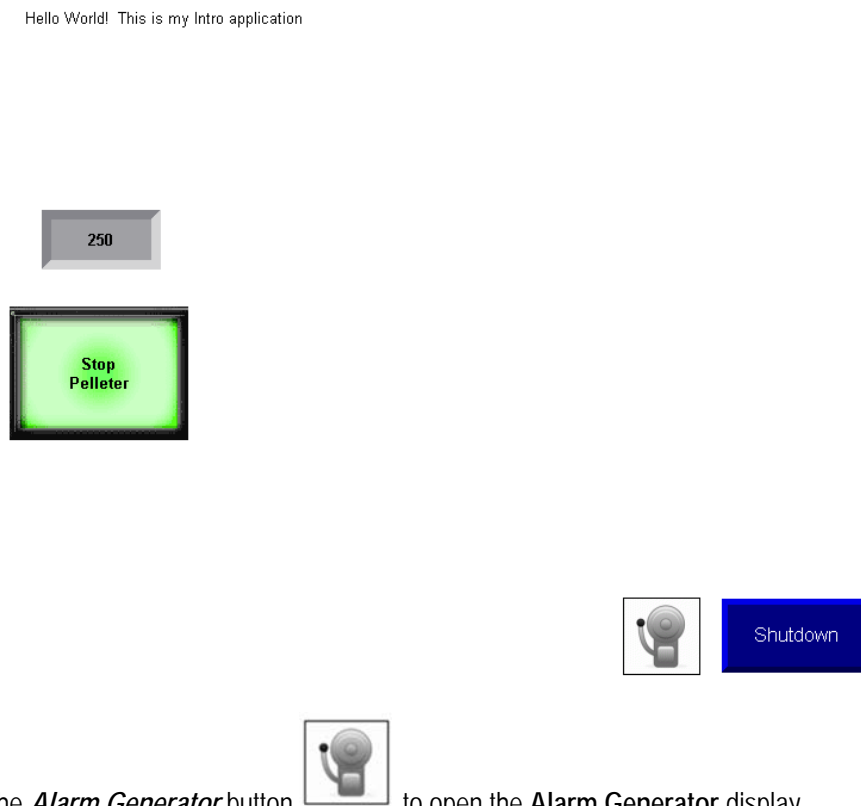 Hello World!  This is my Intro application
250
Stop
Pelleter
Shutdown
Alarm Generator button to open the Alarm Generator display